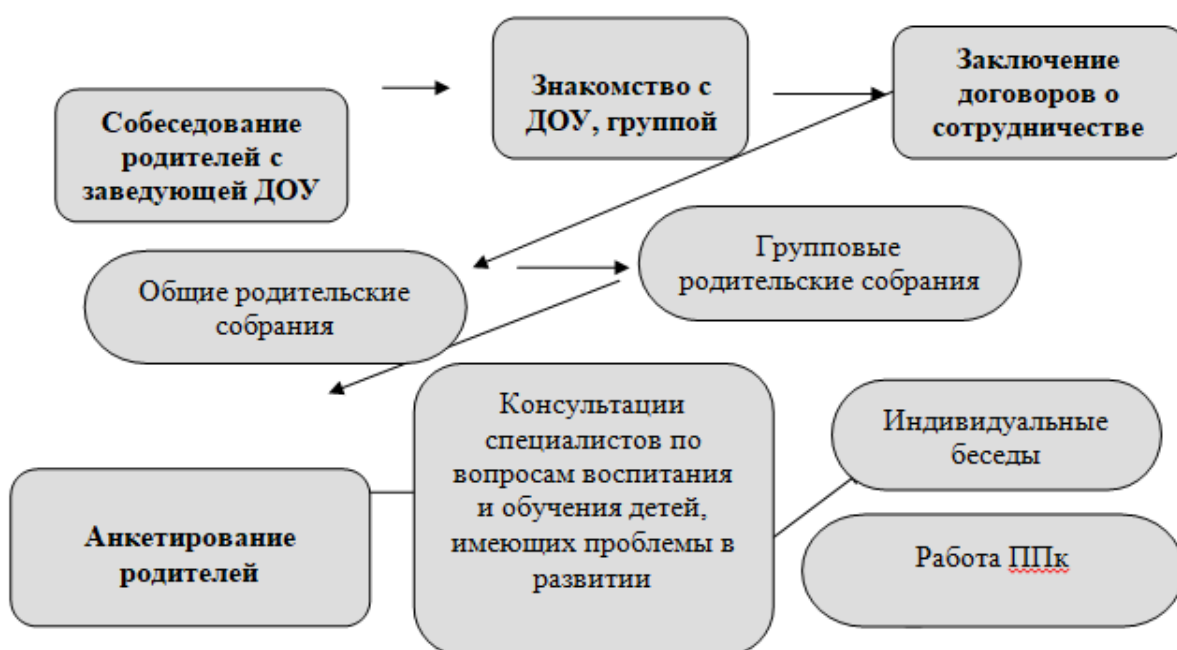 Собеседование
родителей с
заведующей ДОУ
Знакомство с
ДОУ, группой
Заключение
договоров о
сотрудничестве
Общие родительские
собрания
Групповые
родительские собрания
Анкетирование
родителей
Консультации
специалистов по
вопросам воспитания
и обучения детей,
имеющих проблемы в
развитии
Индивидуальные
беседы
Работа ППк